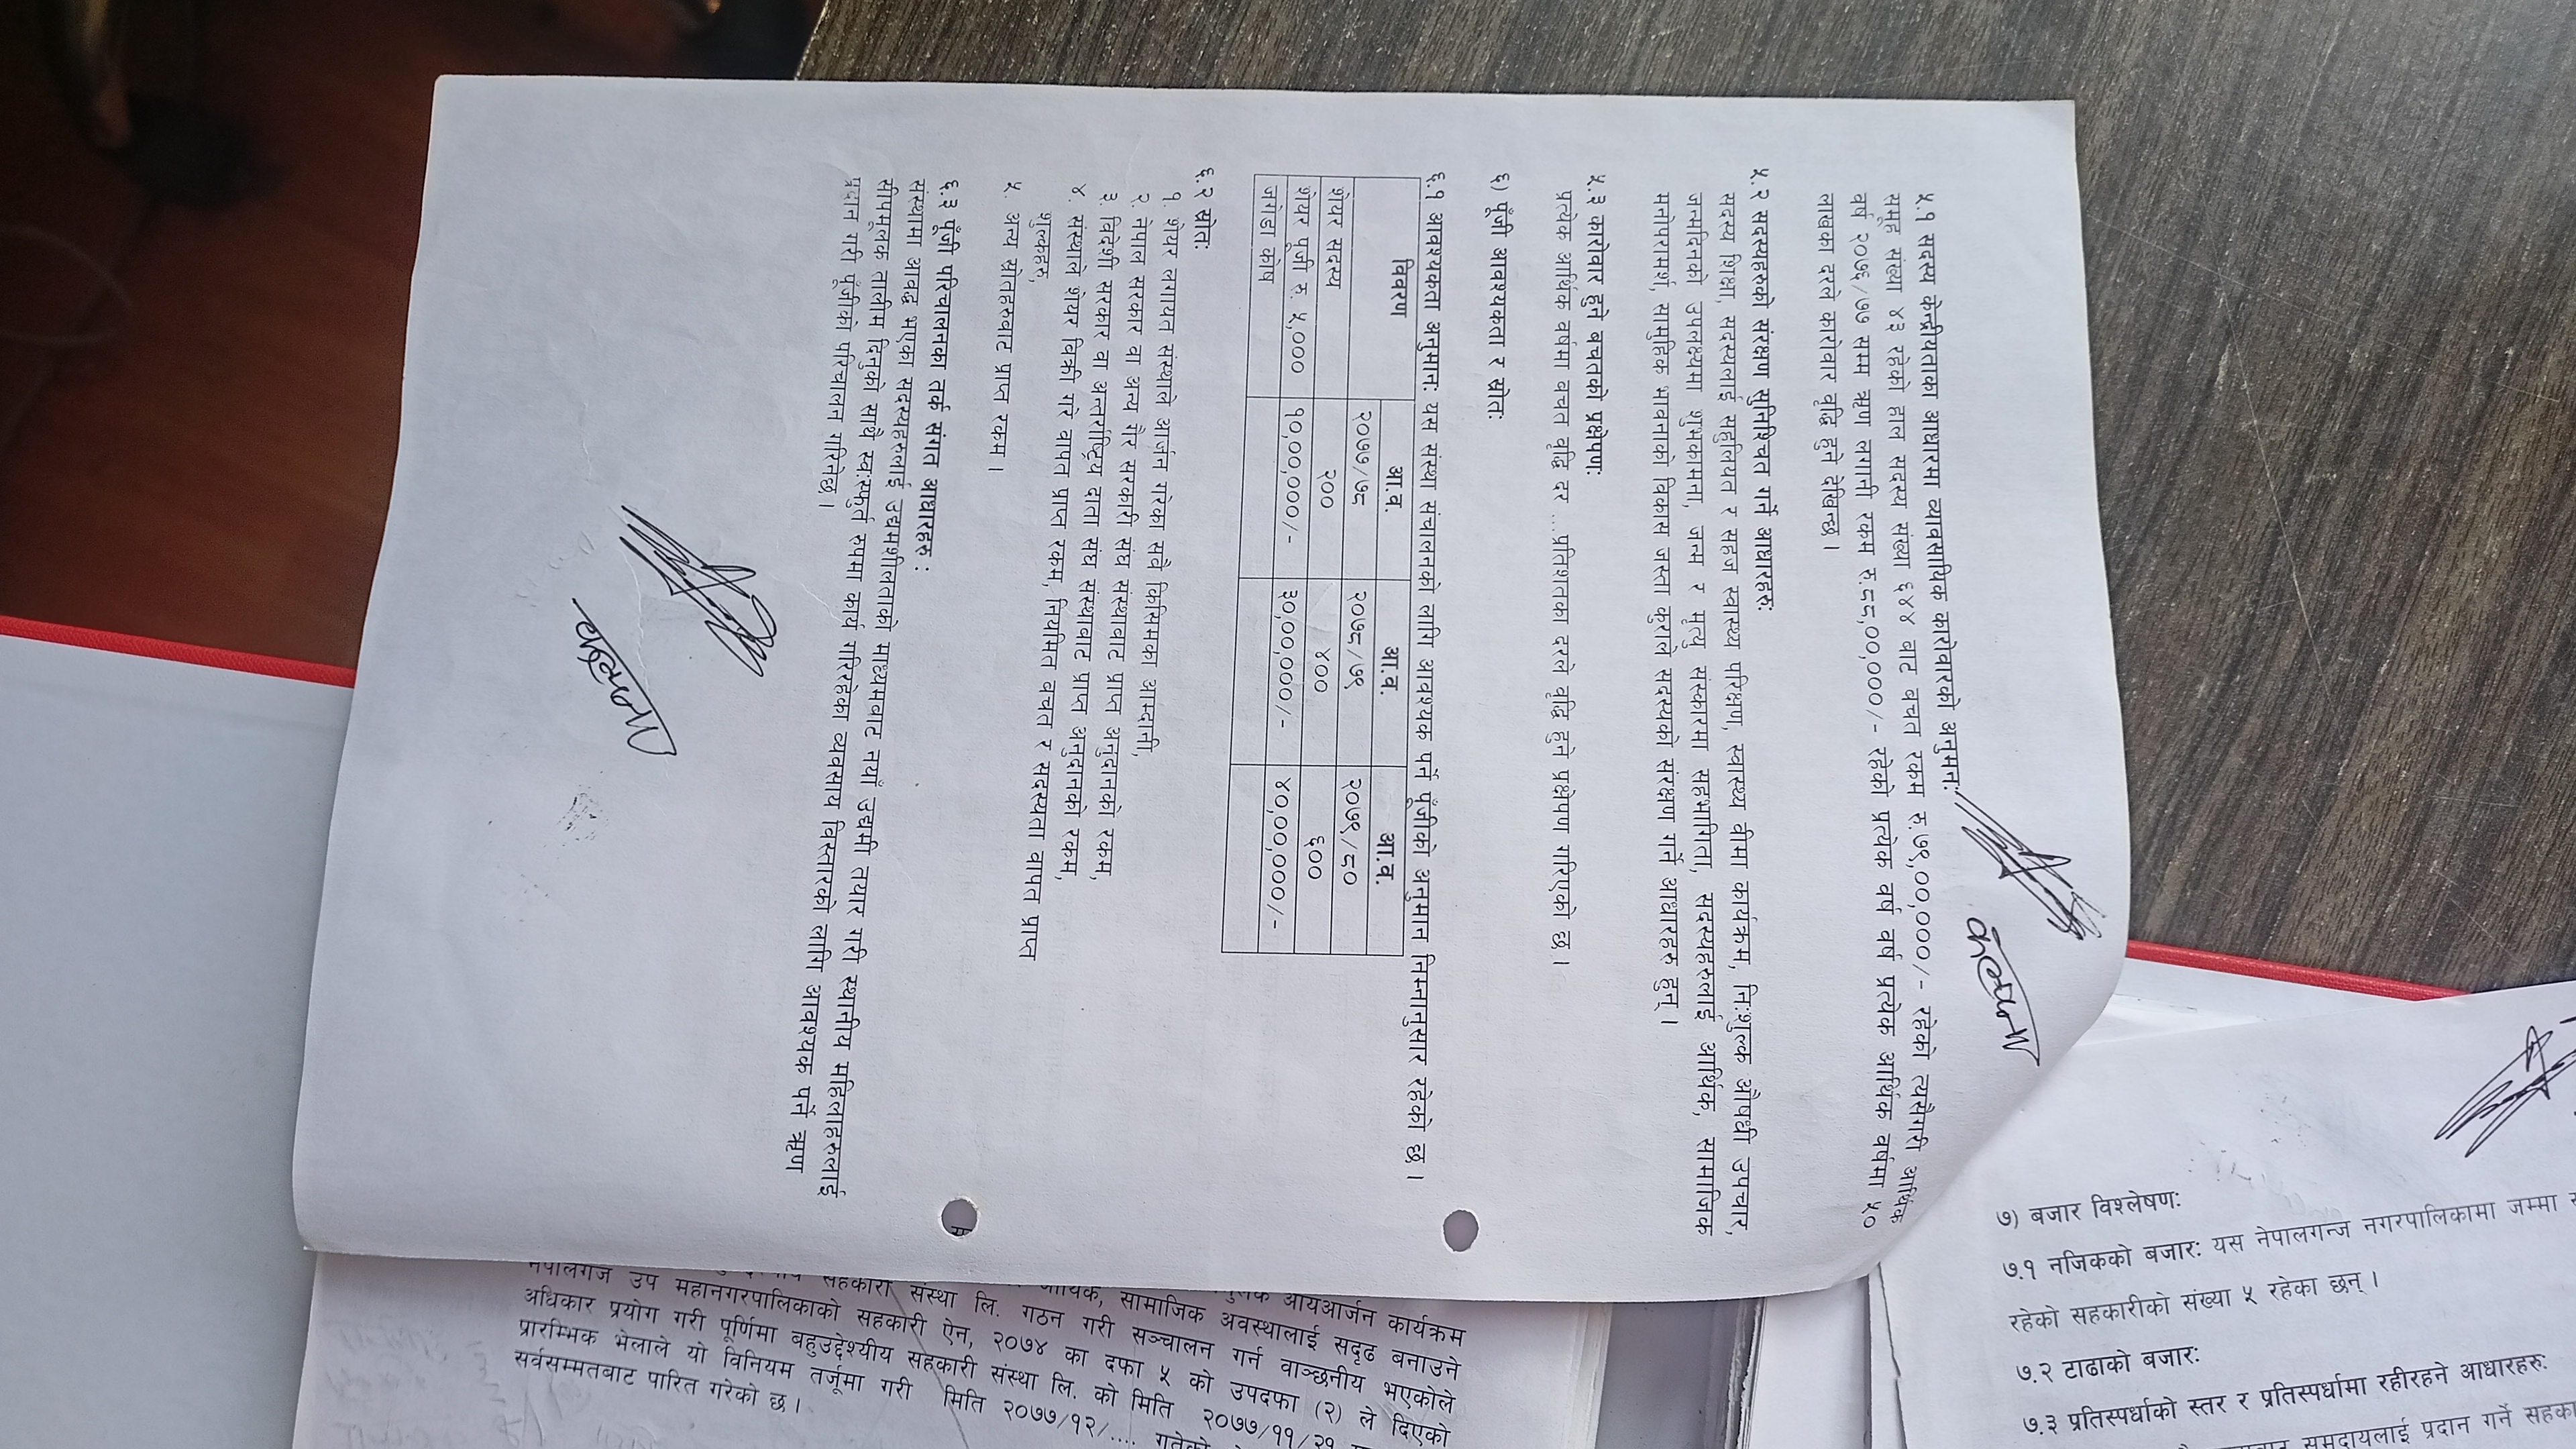 ५.१ सदस्य केन्द्रीयताका आधारमा व्यावसायिक कारोवारको अनुमान:
समुह संख्या ४३ रहेको हाल सदस्य संख्या ६४४ बाट बचत रकम रु.७९,००,०००/- रहेको त्यसैगरी आर्थिक
वर्ष २०७६/७७ सम्म ऋण लगानी रकम रु.८८,००,०००/- रहेको प्रत्येक वर्ष वर्ष प्रत्येक आर्थिक वर्षमा ५०
लाखका दरले कारोवार वृद्धि हुने देखिन्छ ।
५.२ सदस्यहरुको संरक्षण सुनिश्चित गर्ने आधारहरु:
सदस्य शिक्षा, सदस्यलाई सहुलियत र सहज स्वास्थ्य परिक्षण, स्वास्थ्य बीमा कार्यक्रम, नि:शुल्क औषधी उपचार,
जन्मदिनको उपलक्ष्यमा शुभकामना, जन्म र मृत्यु संस्कारमा सहभागिता, सदस्यहरुलाई आर्थिक, सामाजिक
मनोपरामर्श, सामुहिक भावनाको विकास जस्ता कुराले सदस्यको संरक्षण गर्ने आधारहरु हुन् ।
५.३ कारोवार हुने बचतको प्रक्षेपण:
प्रत्येक आर्थिक वर्षमा बचत वृद्धि दर ... प्रतिशतका दरले वृद्धि हुने प्रक्षेपण गरिएको छ ।
६) पूंजी आवश्यकता र स्रोत:
६.१ आवश्यकता अनुमान: यस संस्था संचालनको लागि आवश्यक पर्ने पूंजीको अनुमान निम्नानुसार रहेको छ ।
विवरण आ.व. आ.व. आ.व.
२०७७/७८ २०७८/७९ २०७९/८०
शेयर सदस्य २०० ४०० ६००
शेयर पूंजी रु. ५,००० १०,००,०००/- ३०,००,०००/- ४०,००,०००/-
जगेडा कोष
६.२ स्रोत:
१. शेयर लगायत संस्थाले आर्जन गरेका सबै किसिमका आम्दानी,
२. नेपाल सरकार वा अन्य गैर सरकारी संघ संस्थाबाट प्राप्त अनुदानको रकम,
३. विदेशी सरकार वा अन्तर्राष्ट्रिय दाता संघ संस्थाबाट प्राप्त अनुदानको रकम,
४. संस्थाले शेयर विक्री गरे वापत प्राप्त रकम, नियमित बचत र सदस्यता वापत प्राप्त
शुल्कहरु,
५. अन्य स्रोतहरुबाट प्राप्त रकम ।
६.३ पूंजी परिचालनका तर्क संगत आधारहरु :
संस्थामा आवद्ध भएका सदस्यहरुलाई उद्यमशीलताको माध्यमबाट नयाँ उद्यमी तयार गरी स्थानीय महिलाहरुलाई
सीपमूलक तालिम दिनुको साथै स्व:स्फूर्त रुपमा कार्य गरिरहेका व्यवसाय विस्तारको लागि आवश्यक पर्ने ऋण
प्रदान गरी पूंजीको परिचालन गरिनेछ ।
७) बजार विश्लेषण:
७.१ नजिकको बजार: यस नेपालगन्ज नगरपालिकामा जम्मा
रहेको सहकारीको संख्या ५ रहेका छन् ।
७.२ टाढाको बजार:
७.३ प्रतिस्पर्धाको स्तर र प्रतिस्पर्धामा रहीरहने आधारहरु:
समुदायलाई प्रदान गर्ने
सहकारी संस्था लि. गठन गरी सञ्चालन गर्न वाञ्छनीय भएकोले
आयआर्जन कार्यक्रम
आर्थिक, सामाजिक अवस्थालाई सदृढ बनाउने
नेपालगंज उप महानगरपालिकाको सहकारी ऐन, २०७४ का दफा ५ को उपदफा (२) ले दिएको
अधिकार प्रयोग गरी पूर्णिमा बहुउद्देश्यीय सहकारी संस्था लि. को मिति २०७७/११/२१
प्रारम्भिक भेलाले यो विनियम तर्जूमा गरी मिति २०७७/१२/.... गतेको
सर्वसम्मतबाट पारित गरेको छ ।